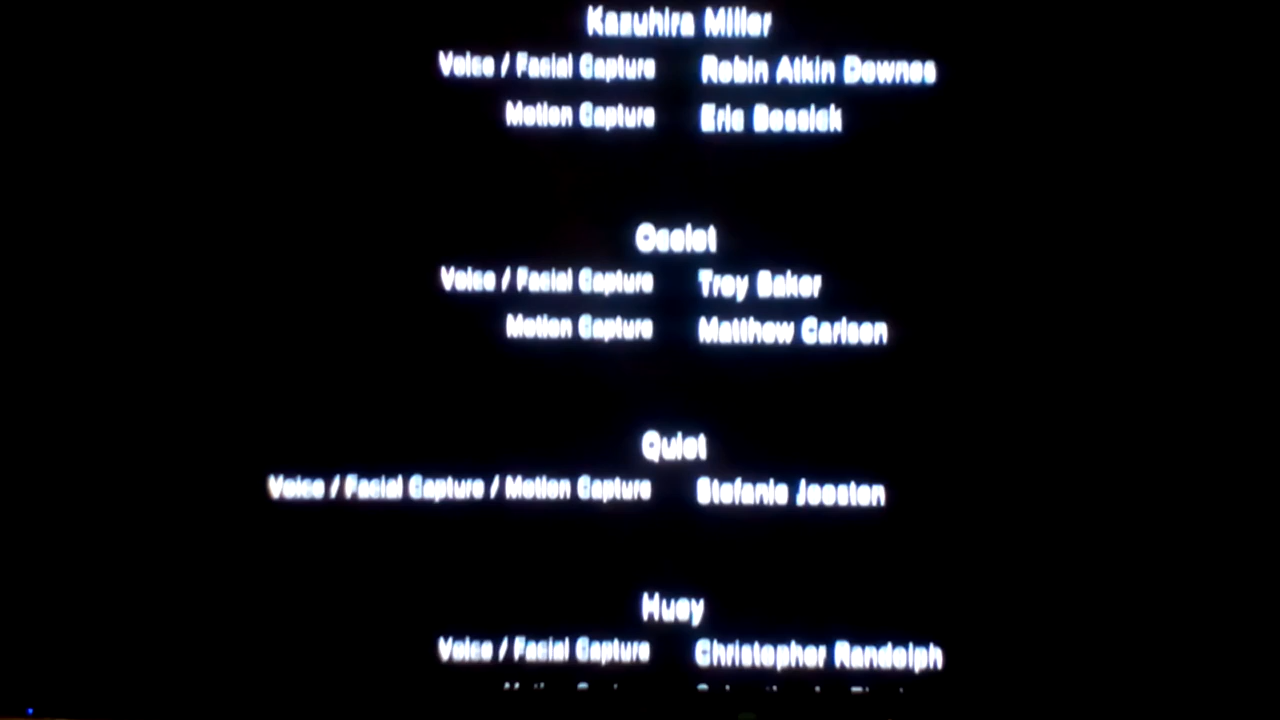 Kazuhira Miller
Voice / Facial Capture Robin Atkin Downes
Motion Capture Eric Bossick
Ocelot
Voice / Facial Capture Troy Baker
Motion Capture Matthew Carlson
Quiet
Voice / Facial Capture / Motion Capture Stefanie Joosten
Huey
Voice / Facial Capture Christopher Randolph